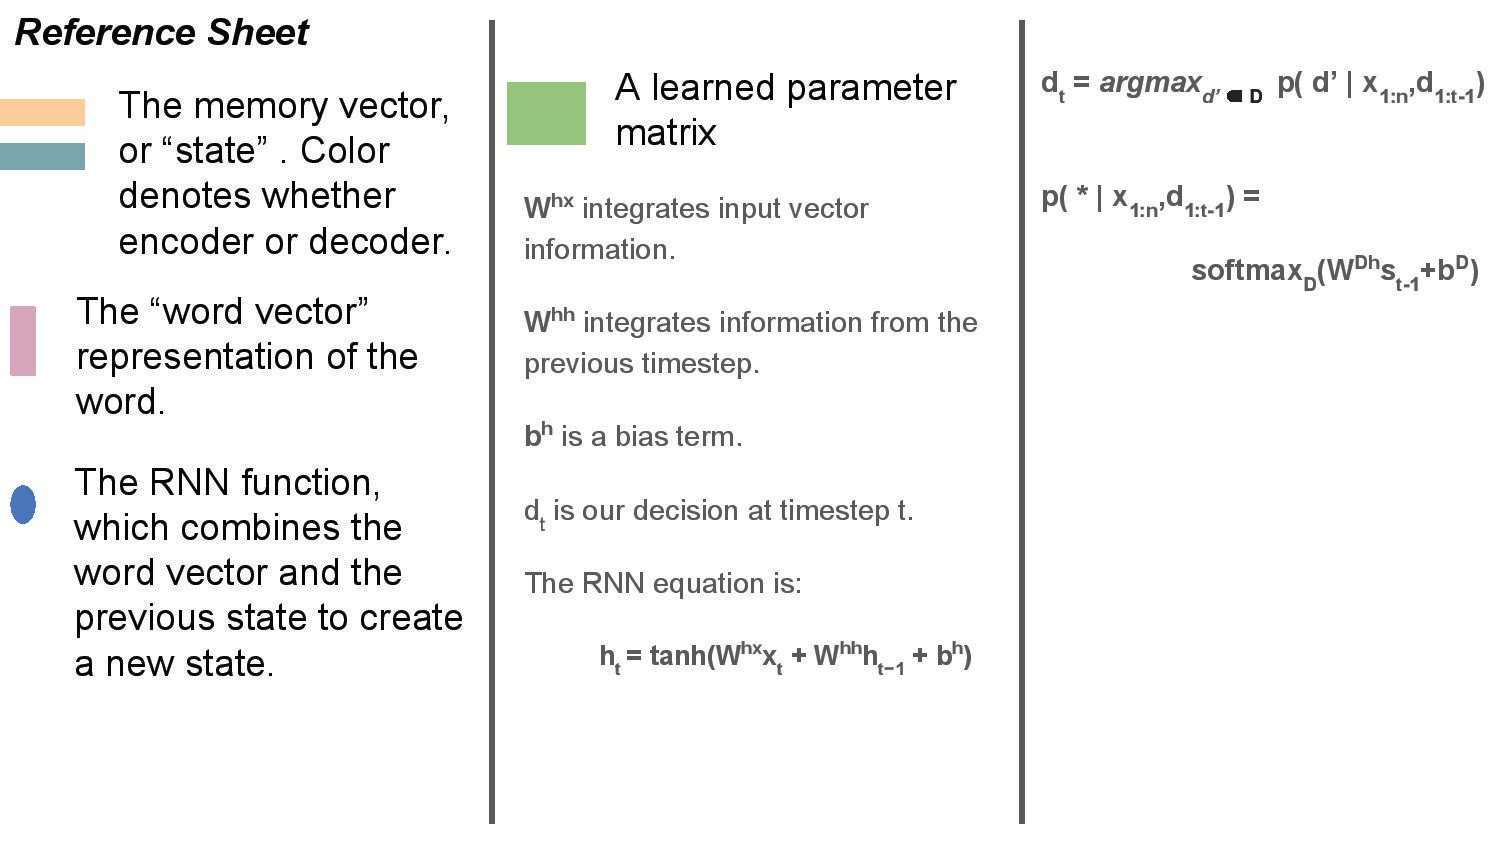 Reference Sheet
The memory vector,
or “state” . Color
denotes whether
encoder or decoder.
The “word vector”
representation of the
word.
The RNN function,
which combines the
word vector and the
previous state to create
a new state.
A learned parameter
matrix
Wʰˣ integrates input vector
information.
Wʰʰ integrates information from the
previous timestep.
bʰ is a bias term.
dₜ is our decision at timestep t.
The RNN equation is:
hₜ = tanh(Wʰˣxₜ + Wʰʰhₜ₋₁ + bʰ)
dₜ = argmax d’ ∈ D p( d’ | x1:n,d1:t-1)
p( * | x1:n,d1:t-1) =
softmaxD(WDhst-1+bD)